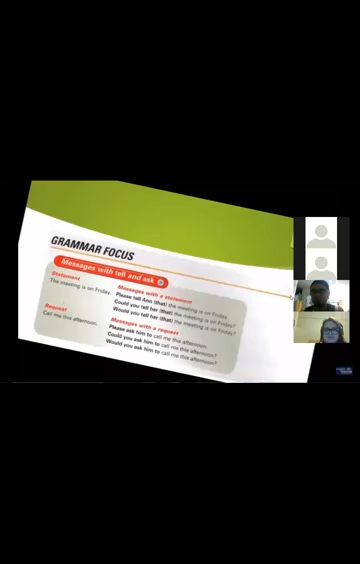 GRAMMAR FOCUS
Messages with tell and ask
Statement
The meeting is on Friday.
Messages with a statement
Please tell Ann (that) the meeting is on Friday.
Could you tell her (that) the meeting is on Friday?
Would you tell her (that) the meeting is on Friday?
Request
Call me this afternoon.
Messages with a request
Please ask him to call me this afternoon.
Could you ask him to call me this afternoon?
Would you ask him to call me this afternoon?